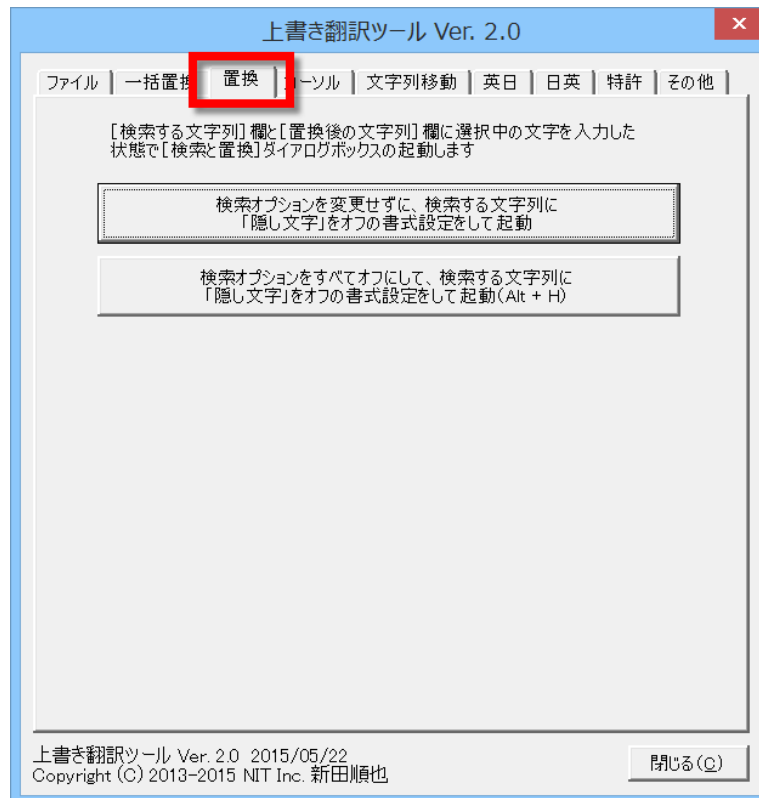 上書き翻訳ツール Ver. 2.0
ファイル 一括置換 置換 カーソル 文字列移動 英日 日英 特許 その他
[検索する文字列]欄と[置換後の文字列]欄に選択中の文字を入力した
状態で[検索と置換]ダイアログボックスの起動します
検索オプションを変更せずに、検索する文字列に
「隠し文字」をオフの書式設定をして起動
検索オプションをすべてオフにして、検索する文字列に
「隠し文字」をオフの書式設定をして起動(Alt + H)
上書き翻訳ツール Ver. 2.0 2015/05/22
Copyright (C) 2013-2015 NIT Inc. 新田順也
閉じる(C)